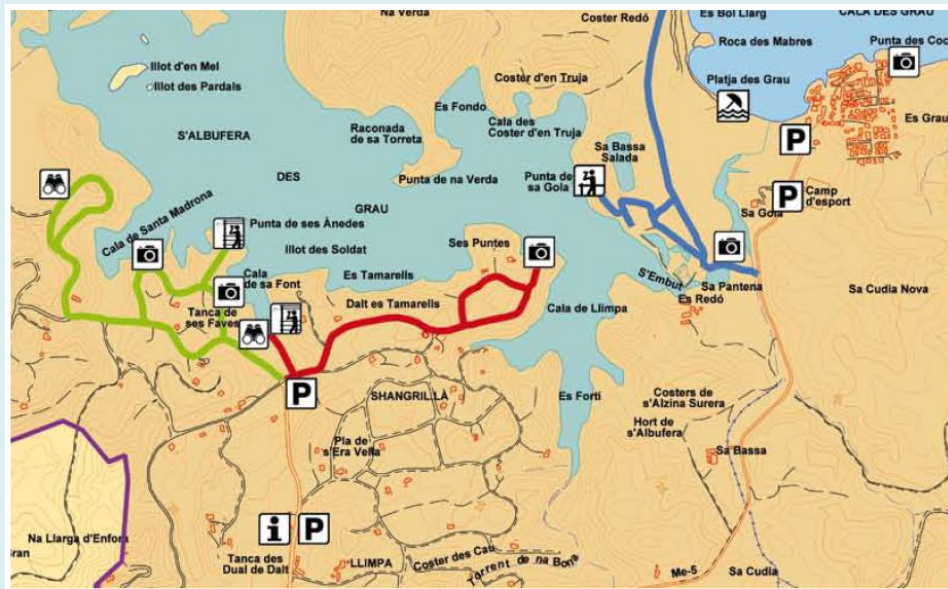 Na Verda
Coster Redó
Es Bol Llarg
CALA DES GRAU
Roca des Mabres
Punta des Coc
Illot d'en Mel
Illot des Pardals
Coster d'en Truja
Platja des Grau
Es Fondo
Cala des
Coster d'en Truja
S'ALBUFERA
Raconada
de sa Torreta
Es Grau
Sa Bassa
Salada
P
DES
Punta de na Verda
Punta de
sa Gola
P
Camp
d'esport
GRAU
Sa Gola
Cala de Santa Madrona
Punta de ses Ànedes
Illot des Soldat
Ses Puntes
Cala
de sa Font
Es Tamarells
S'Embut
Sa Pantena
Es Redó
Sa Cudia Nova
Tanca de
ses Faves
Dalt es Tamarells
Cala de Llimpa
P
SHANGRIL.LÀ
Es Forti
Costers de
s'Alzina Surera
Hort de
s'Albufera
Pla de
s'Era Vella
Sa Bassa
i P
Na Llarga d'Enfora
Bran
Tanca des
Dual de Dalt
LLIMPA
Coster des Cau
Torrent de na Bona
Me-5
Sa Cudia